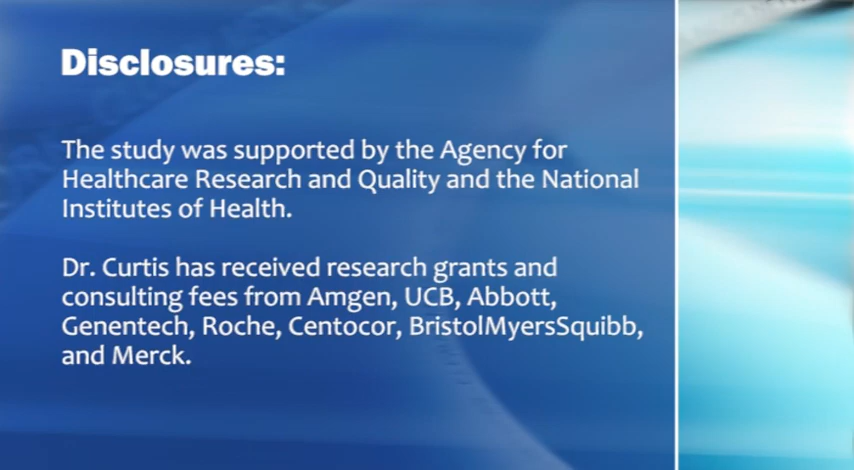 Disclosures:
The study was supported by the Agency for
Healthcare Research and Quality and the National
Institutes of Health.
Dr. Curtis has received research grants and
consulting fees from Amgen, UCB, Abbott,
Genentech, Roche, Centocor, BristolMyersSquibb,
and Merck.